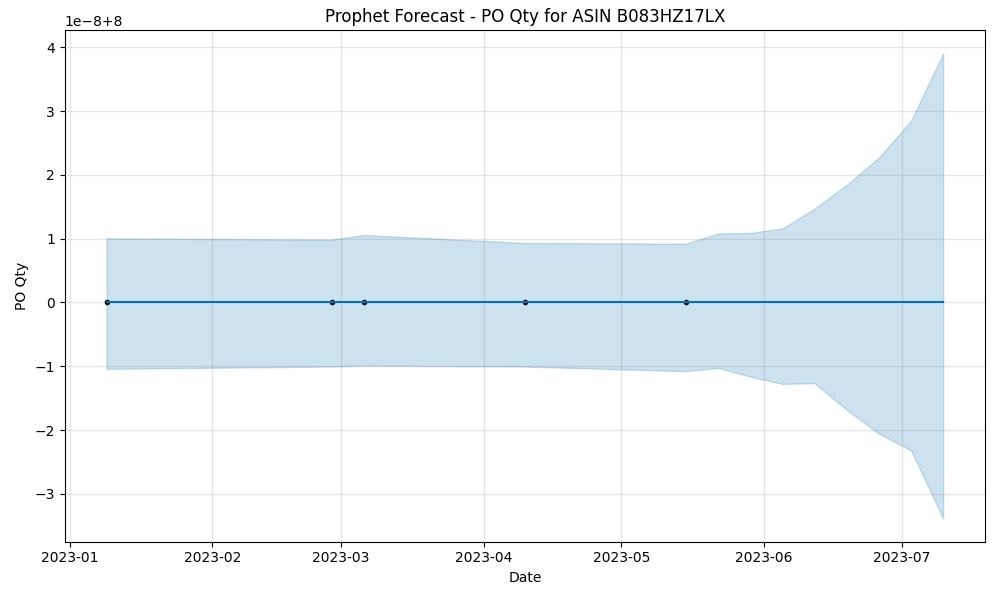 Prophet Forecast - PO Qty for ASIN B083HZ17LX
1e−8+8
4
3
2
1
0
−1
−2
−3
PO Qty
2023-01 2023-02 2023-03 2023-04 2023-05 2023-06 2023-07
Date